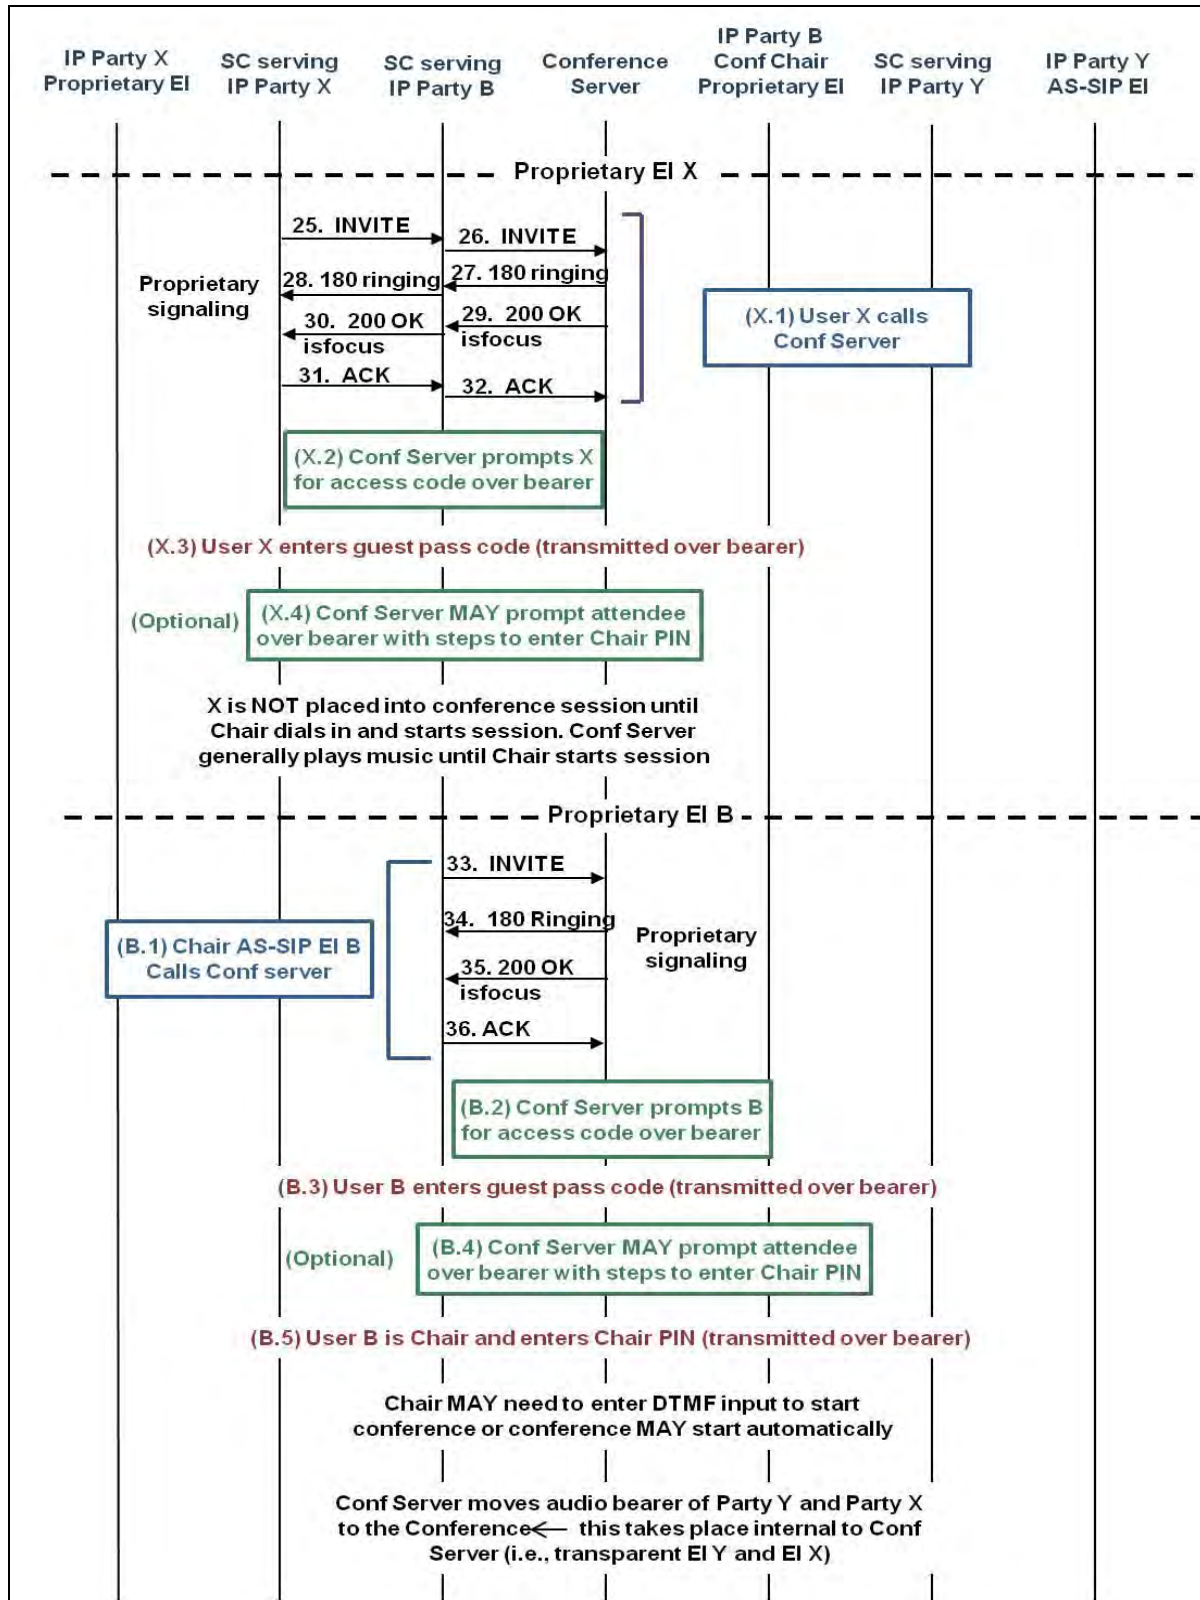 IP Party X
Proprietary EI
SC serving
IP Party X
SC serving
IP Party B
Conference
Server
IP Party B
Conf Chair
Proprietary EI
SC serving
IP Party Y
IP Party Y
AS-SIP EI
Proprietary EI X
25. INVITE
26. INVITE
27. 180 ringing
28. 180 ringing
Proprietary
signaling
29. 200 OK
isfocus
30. 200 OK
isfocus
31. ACK
32. ACK
(X.1) User X calls
Conf Server
(X.2) Conf Server prompts X
for access code over bearer
(X.3) User X enters guest pass code (transmitted over bearer)
(Optional)
(X.4) Conf Server MAY prompt attendee
over bearer with steps to enter Chair PIN
X is NOT placed into conference session until
Chair dials in and starts session. Conf Server
generally plays music until Chair starts session
Proprietary EI B
33. INVITE
34. 180 Ringing
35. 200 OK
isfocus
36. ACK
(B.1) Chair AS-SIP EI B
Calls Conf server
Proprietary
signaling
(B.2) Conf Server prompts B
for access code over bearer
(B.3) User B enters guest pass code (transmitted over bearer)
(Optional)
(B.4) Conf Server MAY prompt attendee
over bearer with steps to enter Chair PIN
(B.5) User B is Chair and enters Chair PIN (transmitted over bearer)
Chair MAY need to enter DTMF input to start
conference or conference MAY start automatically
Conf Server moves audio bearer of Party Y and Party X
to the Conference← this takes place internal to Conf
Server (i.e., transparent EI Y and EI X)